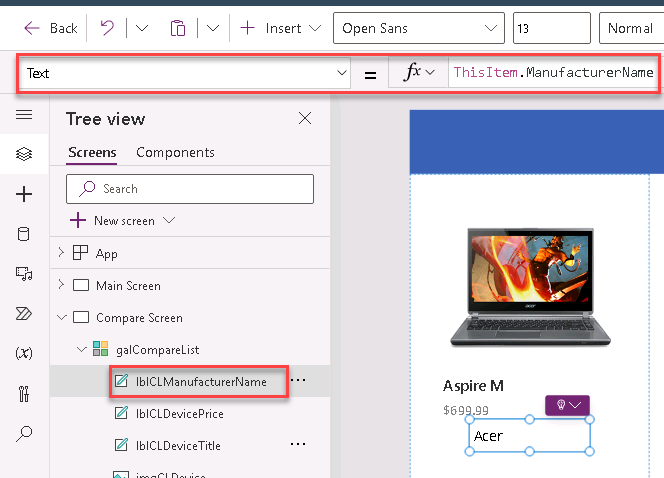 Back
Insert
Open Sans
13
Normal
Text
= fx ThisItem.ManufacturerName
Tree view
Screens
Components
Search
New screen
App
Main Screen
Compare Screen
galCompareList
lblCLManufacturerName
lblCLDevicePrice
lblCLDeviceTitle
imgCLDevice
acer
Aspire M
$699.99
Acer